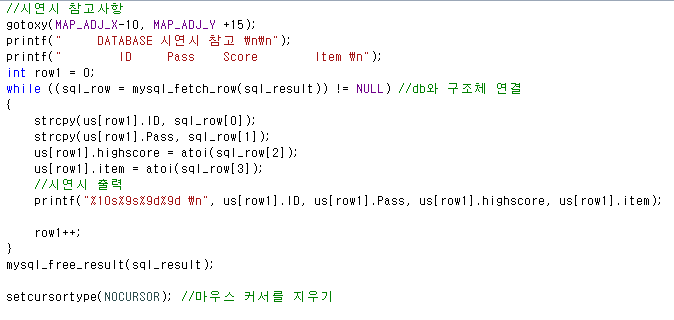 //시연시 참고사항
gotoxy(MAP_ADJ_X-10, MAP_ADJ_Y +15);
printf("     DATABASE 시연시 참고 ₩n₩n");
printf("        ID     Pass    Score        Item ₩n");
int row1 = 0;
while ((sql_row = mysql_fetch_row(sql_result)) != NULL) //db와 구조체 연결
{
    strcpy(us[row1].ID, sql_row[0]);
    strcpy(us[row1].Pass, sql_row[1]);
    us[row1].highscore = atoi(sql_row[2]);
    us[row1].item = atoi(sql_row[3]);
    //시연시 출력
    printf("%10s%9s%9d%9d ₩n", us[row1].ID, us[row1].Pass, us[row1].highscore, us[row1].item);
    row1++;
}
mysql_free_result(sql_result);
setcursortype(NOCURSOR); //마우스 커서를 지우기